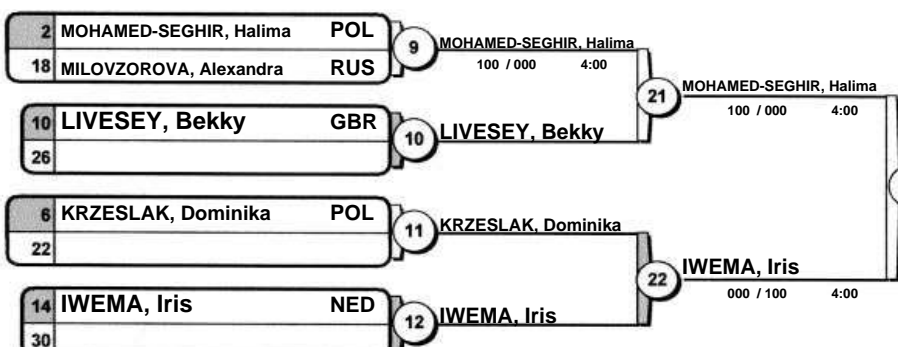 2 MOHAMED-SEGHIR, Halima POL
18 MILOVZOROVA, Alexandra RUS
9
MOHAMED-SEGHIR, Halima
100 / 000 4:00
10 LIVESEY, Bekky GBR
26
10
LIVESEY, Bekky
21
MOHAMED-SEGHIR, Halima
100 / 000 4:00
6 KRZESLAK, Dominika POL
22
11
KRZESLAK, Dominika
14 IWEMA, Iris NED
30
12
IWEMA, Iris
22
IWEMA, Iris
000 / 100 4:00